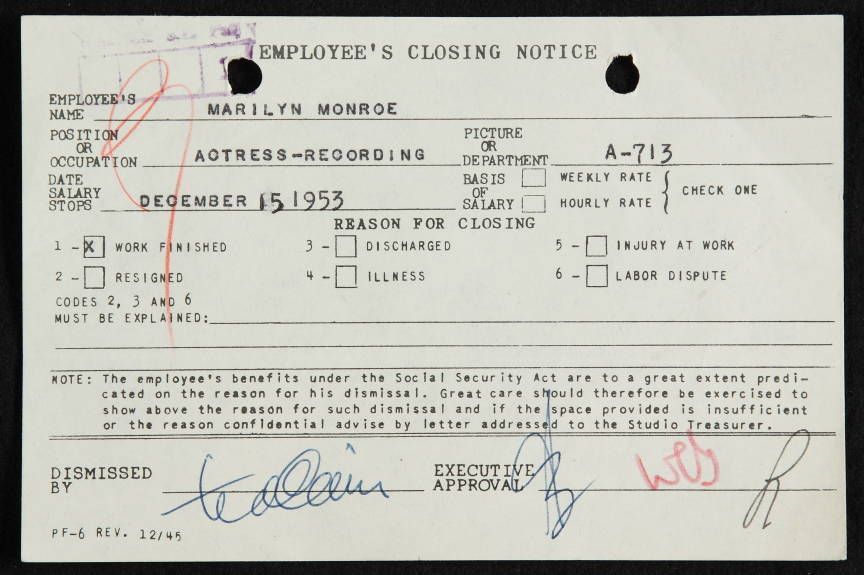 EMPLOYEE'S CLOSING NOTICE
EMPLOYEE'S NAME MARILYN MONROE
POSITION OR OCCUPATION ACTRESS-RECORDING PICTURE OR DEPARTMENT A-713
DATE SALARY STOPS DECEMBER 15 1953 BASIS OF SALARY WEEKLY RATE HOURLY RATE CHECK ONE
REASON FOR CLOSING
1 - X WORK FINISHED 3 - DISCHARGED 5 - INJURY AT WORK
2 - RESIGNED 4 - ILLNESS 6 - LABOR DISPUTE
CODES 2, 3 AND 6
MUST BE EXPLAINED:
NOTE: The employee's benefits under the Social Security Act are to a great extent predi-
cated on the reason for his dismissal. Great care should therefore be exercised to
show above the reason for such dismissal and if the space provided is insufficient
or the reason confidential advise by letter addressed to the Studio Treasurer.
DISMISSED BY EXECUTIVE APPROVAL R
PF-6 REV. 12/45